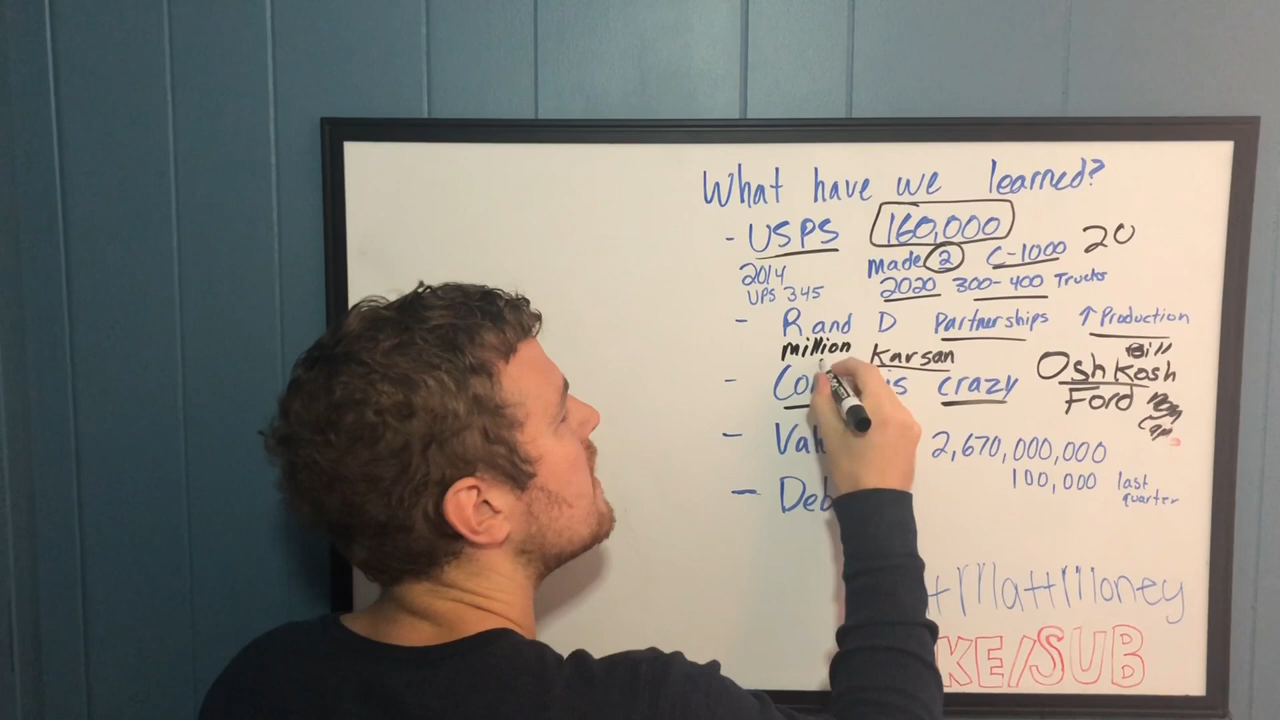 What have we learned?
- USPS 160,000
made 2 C-1000 20
2014 2020 300-400 Trucks
UPS 345
- R and D Partnerships ↑ Production
million Karsan Bill
OshKosh
- is crazy
Ford
- 2,670,000,000
100,000 last
quarter
- Deb
MattMoney
KE/SUB